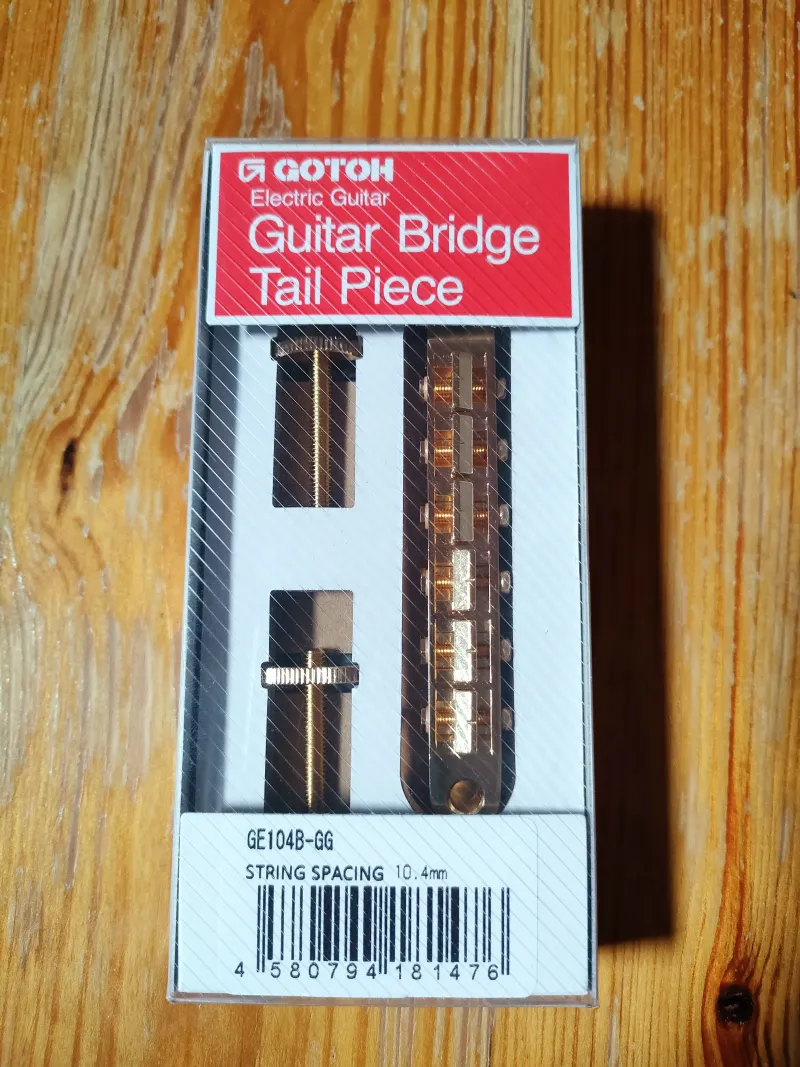 GOTOH
Electric Guitar
Guitar Bridge
Tail Piece
GE104B-GG
STRING SPACING 10.4mm
4 580794 181476